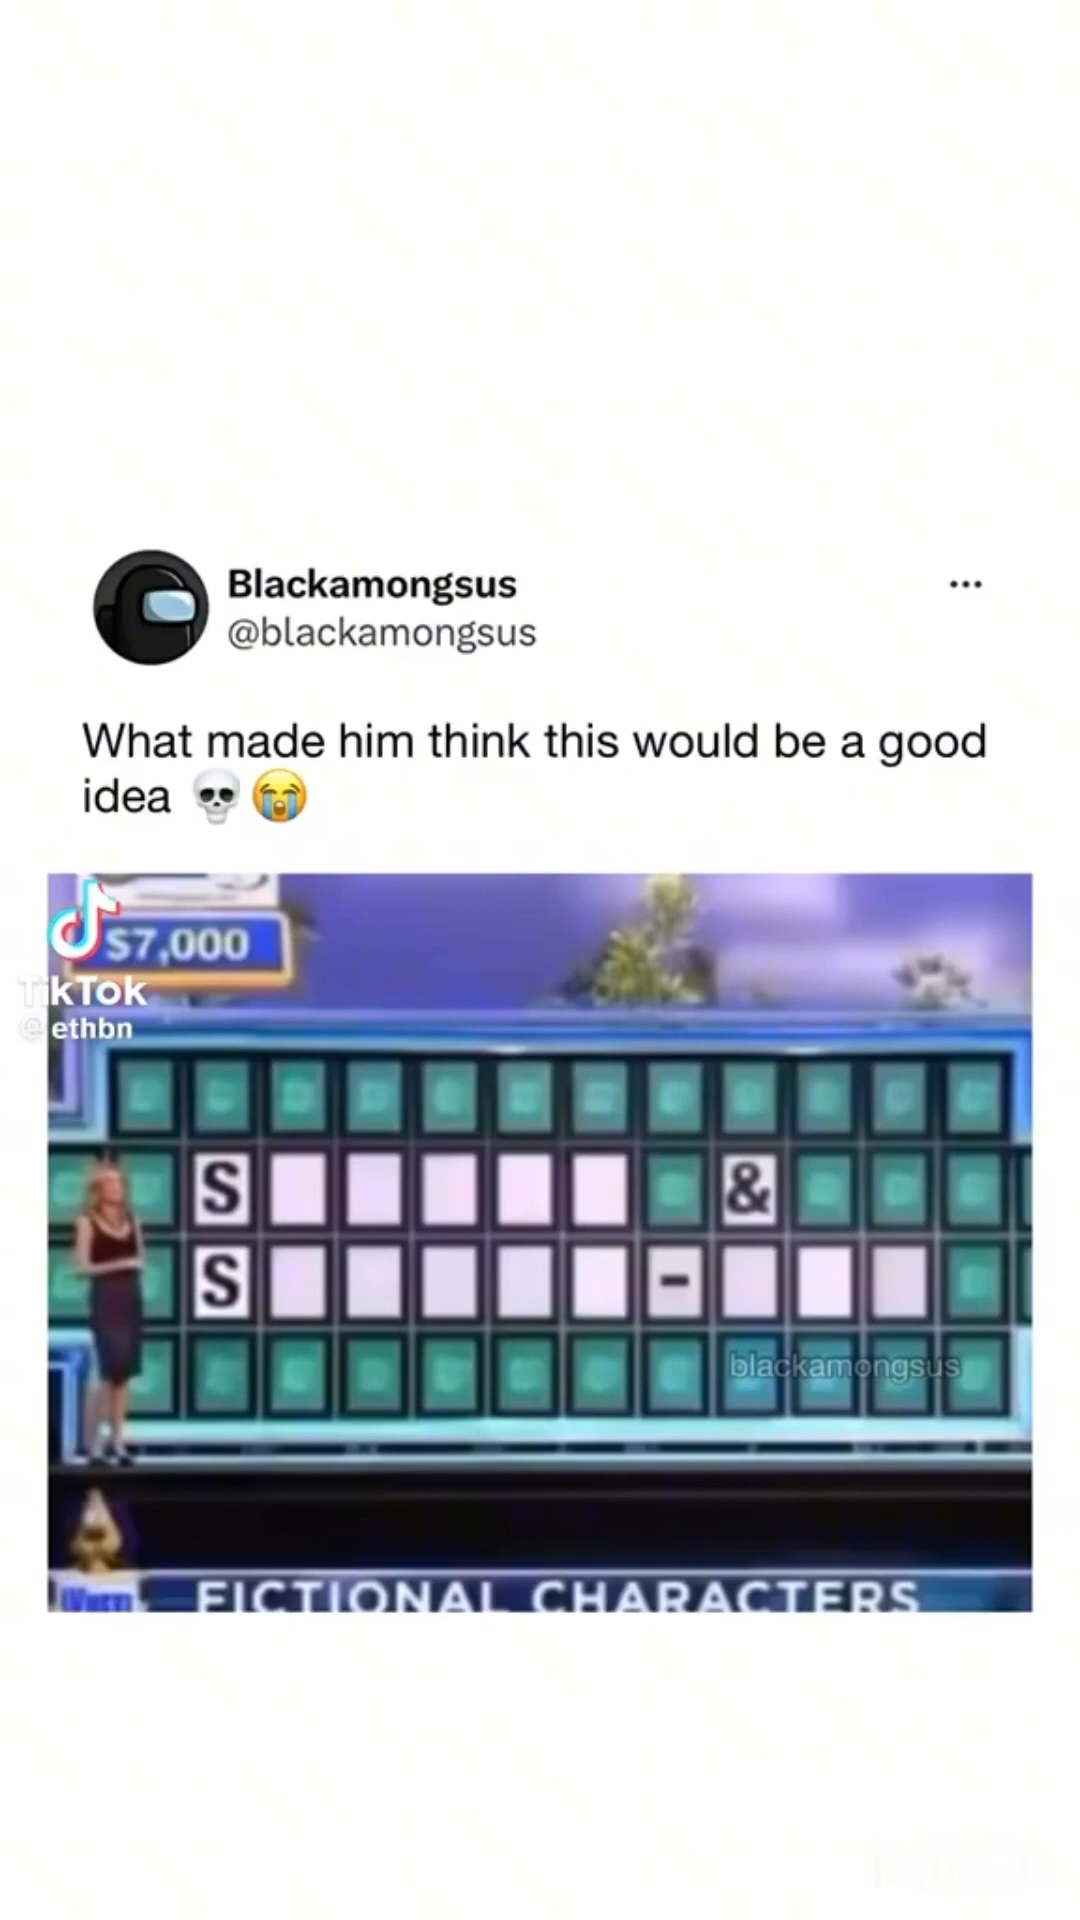 Blackamongsus
...
@blackamongsus
What made him think this would be a good
idea 💀😭
$7,000
TikTok
@ethbn
S
&
S
-
blackamongsus
FICTIONAL CHARACTERS